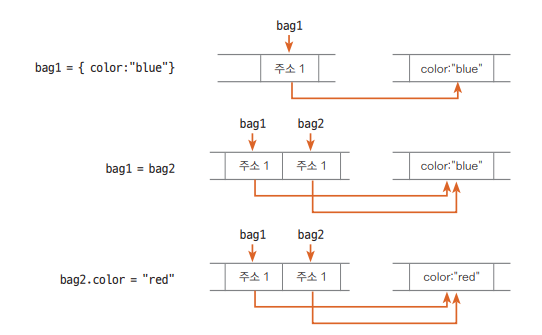 bag1
bag1 = { color:"blue"}
주소 1
color:"blue"
bag1 bag2
bag1 = bag2
주소 1 주소 1
color:"blue"
bag1 bag2
bag2.color = "red"
주소 1 주소 1
color:"red"